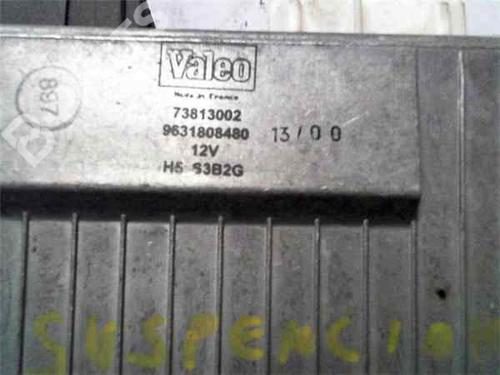 Valeo
Made in France
73813002
9631808480 13/00
12V
H5 S3B2G
897
SUSPENCION